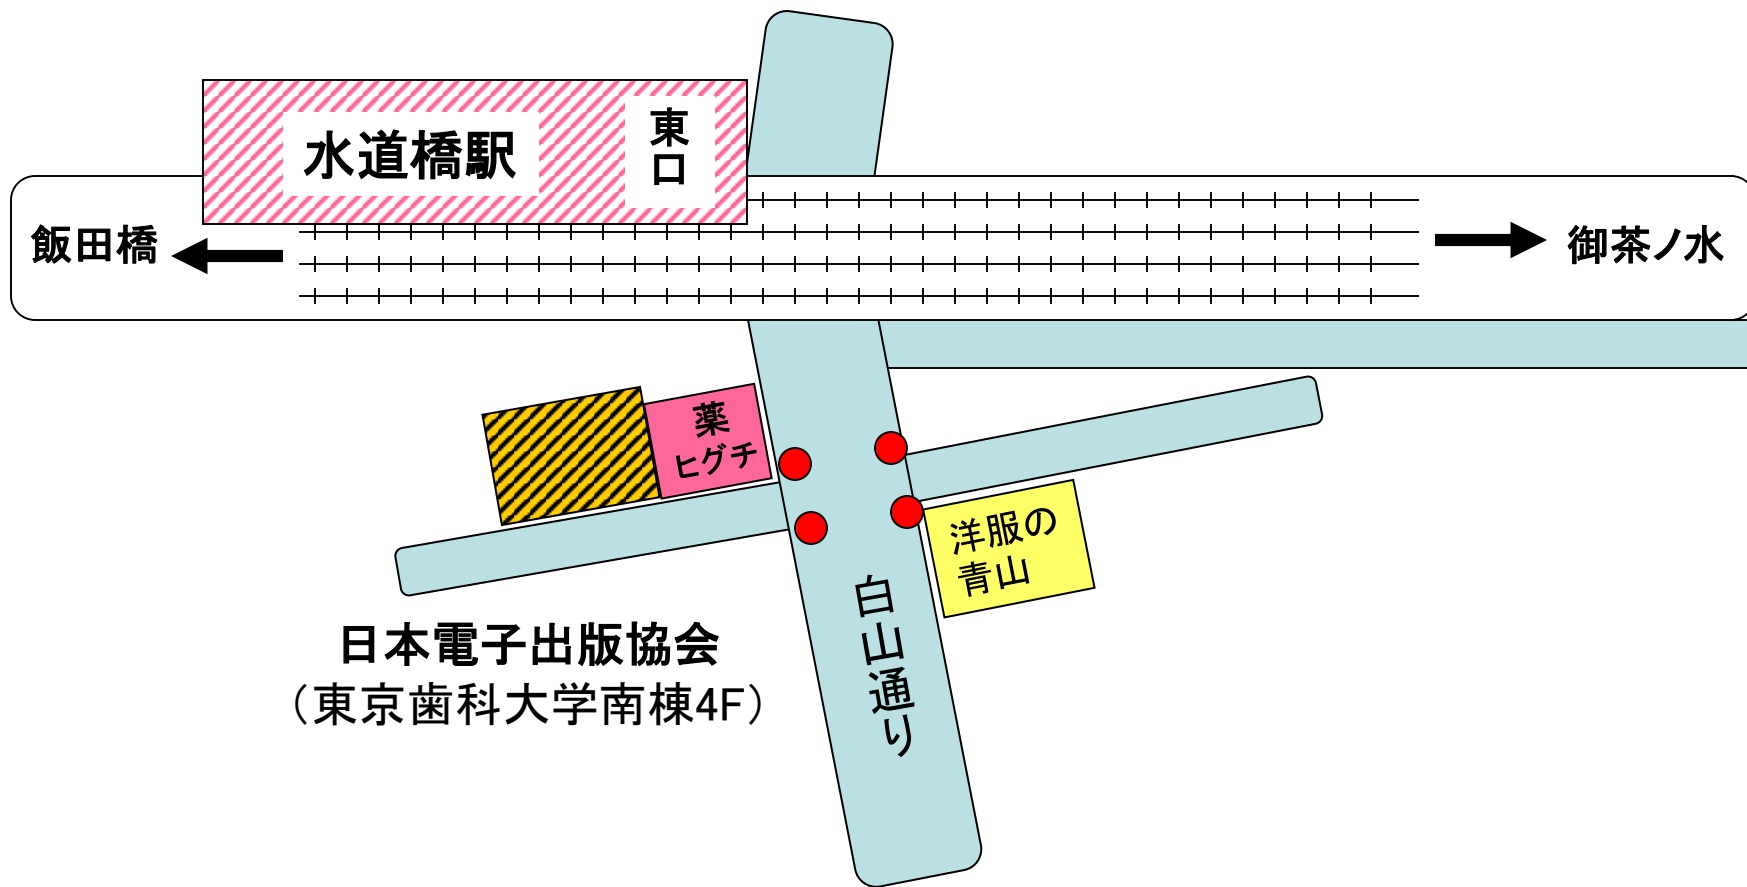 水道橋駅
東口
飯田橋
御茶ノ水
薬
ヒグチ
洋服の
青山
白山通り
日本電子出版協会
（東京歯科大学南棟4F）